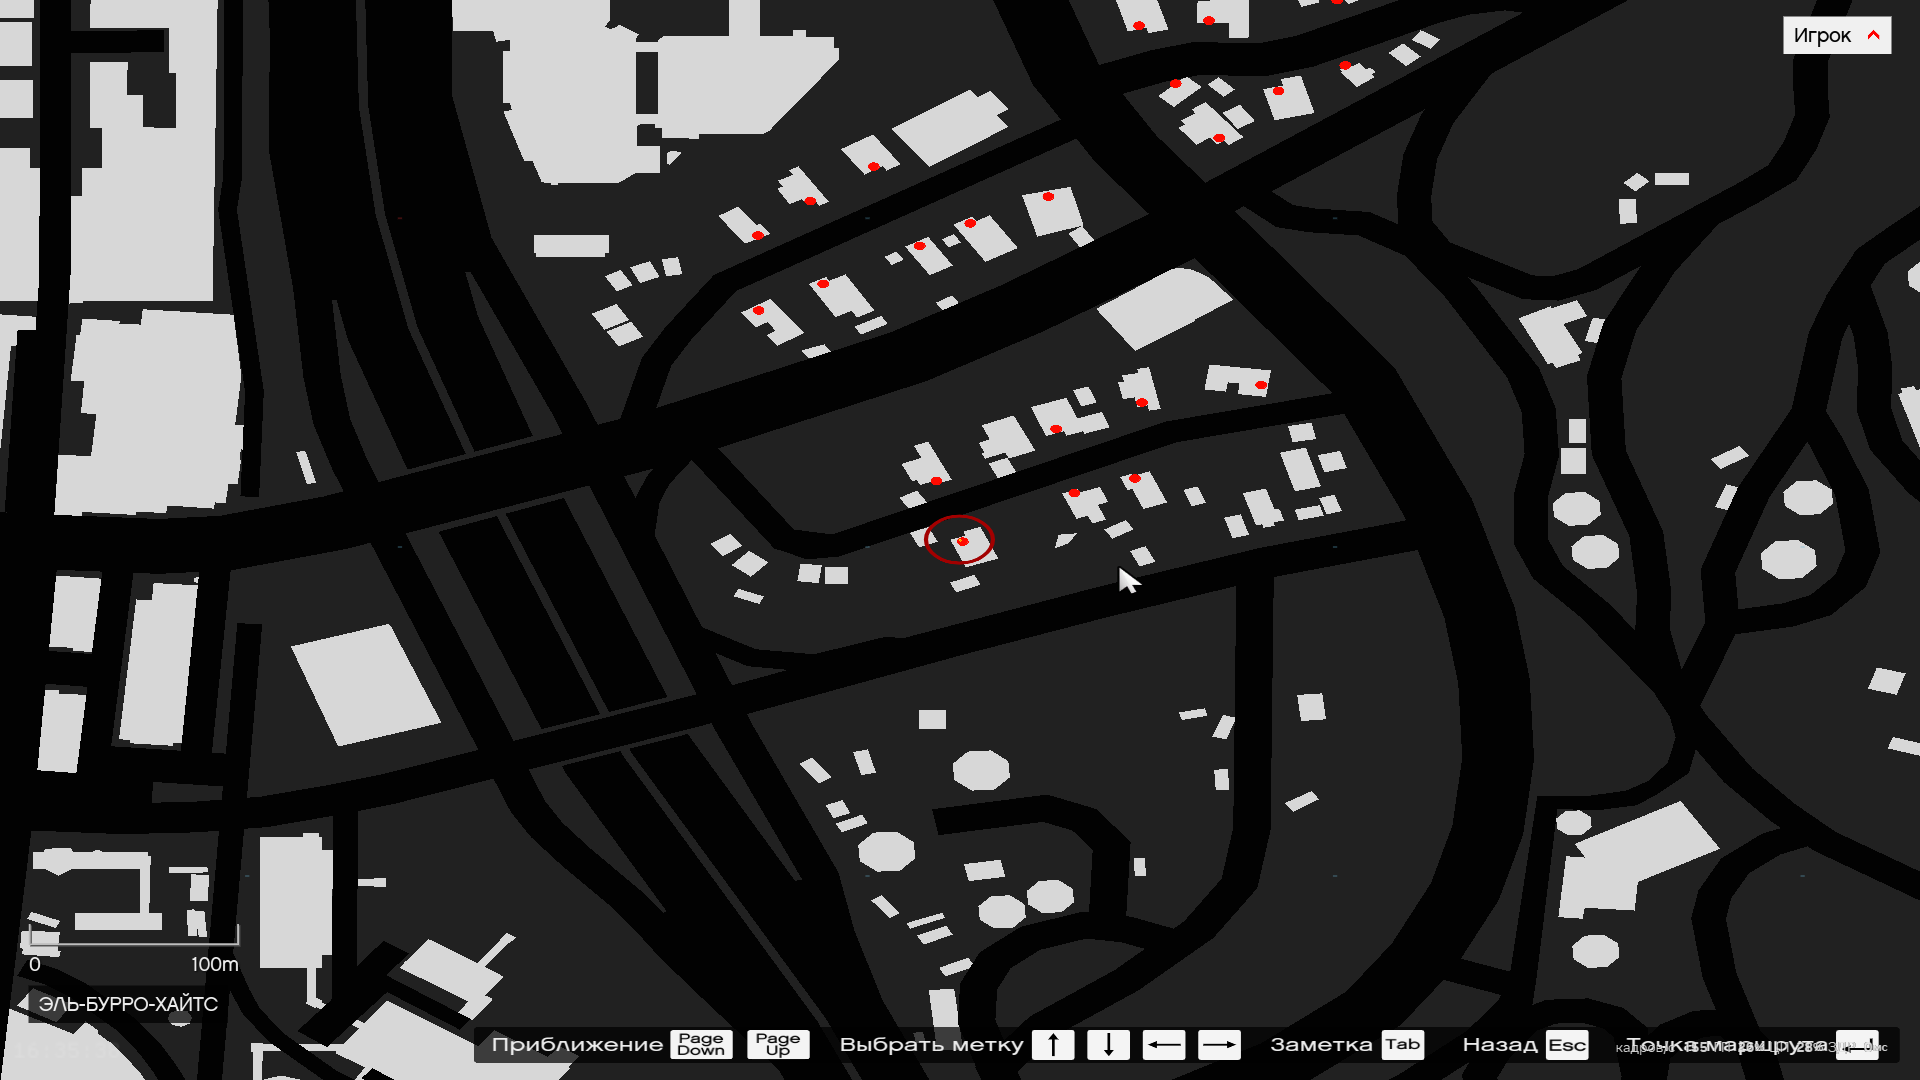 Игрок
0 100m
ЭЛЬ-БУРРО-ХАЙТС
Приближение Page Down Page Up Выбрать метку ↑ ↓ ← → Заметка Tab Назад Esc Точка маршрута